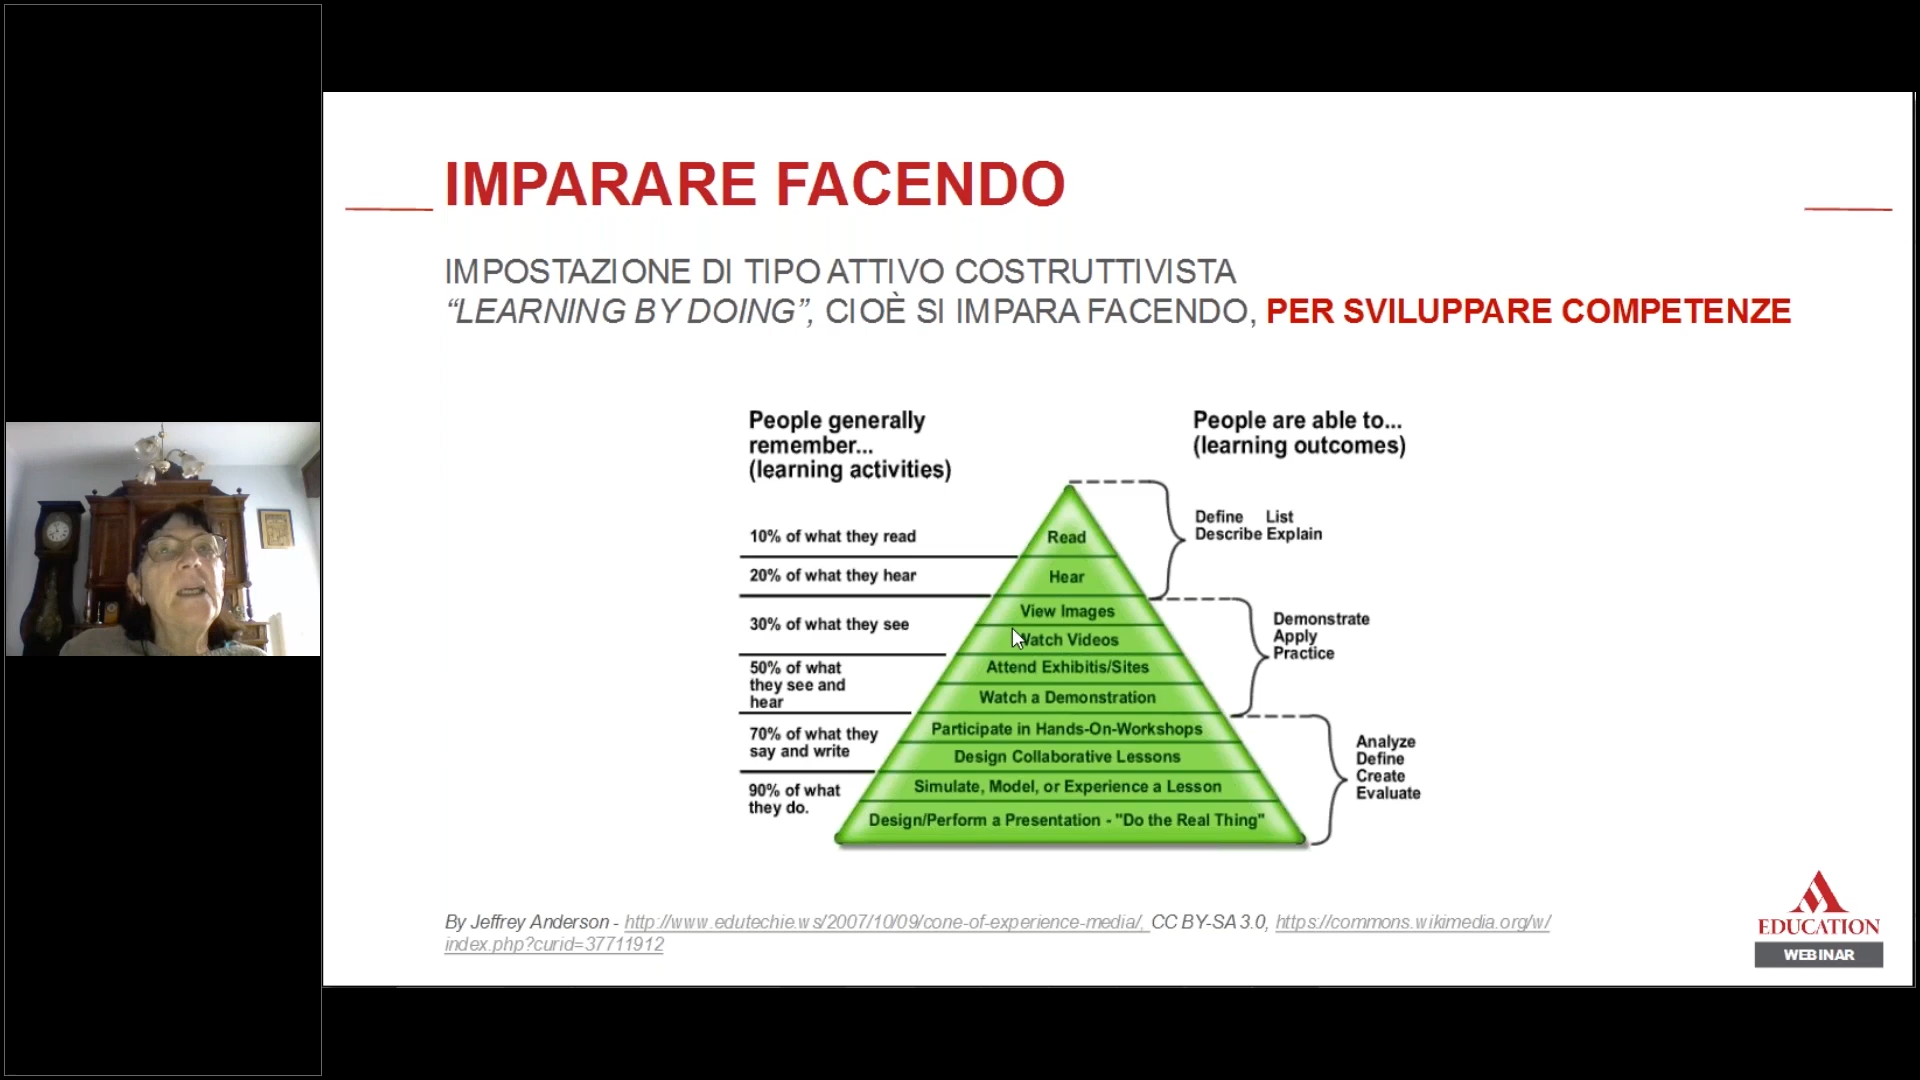 IMPARARE FACENDO
IMPOSTAZIONE DI TIPO ATTIVO COSTRUTTIVISTA
“LEARNING BY DOING”, CIOÈ SI IMPARA FACENDO, PER SVILUPPARE COMPETENZE
People generally
remember...
(learning activities)
People are able to...
(learning outcomes)
10% of what they read
20% of what they hear
30% of what they see
50% of what
they see and
hear
70% of what they
say and write
90% of what
they do.
Read
Hear
View Images
Watch Videos
Attend Exhibitis/Sites
Watch a Demonstration
Participate in Hands-On-Workshops
Design Collaborative Lessons
Simulate, Model, or Experience a Lesson
Design/Perform a Presentation - "Do the Real Thing"
Define List
Describe Explain
Demonstrate
Apply
Practice
Analyze
Define
Create
Evaluate
By Jeffrey Anderson - http://www.edutechie.ws/2007/10/09/cone-of-experience-media/, CC BY-SA 3.0, https://commons.wikimedia.org/w/
index.php?curid=37711912
EDUCATION
WEBINAR